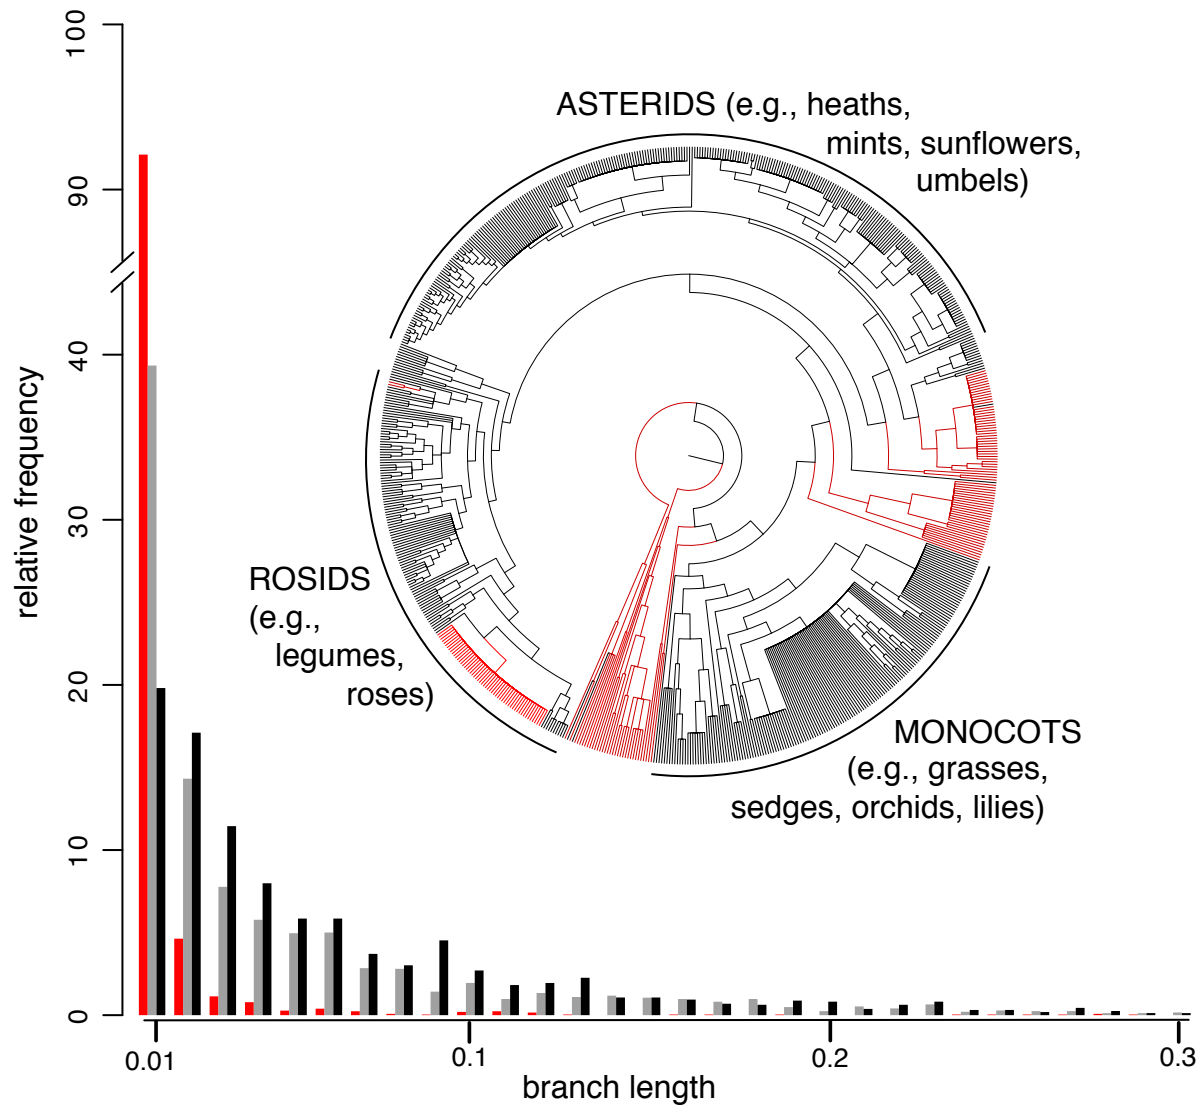 100
90
40
30
20
10
0
relative frequency
ASTERIDS (e.g., heaths,
mints, sunflowers,
umbels)
ROSIDS
(e.g.,
legumes,
roses)
MONOCOTS
(e.g., grasses,
sedges, orchids, lilies)
0.01
0.1
0.2
0.3
branch length